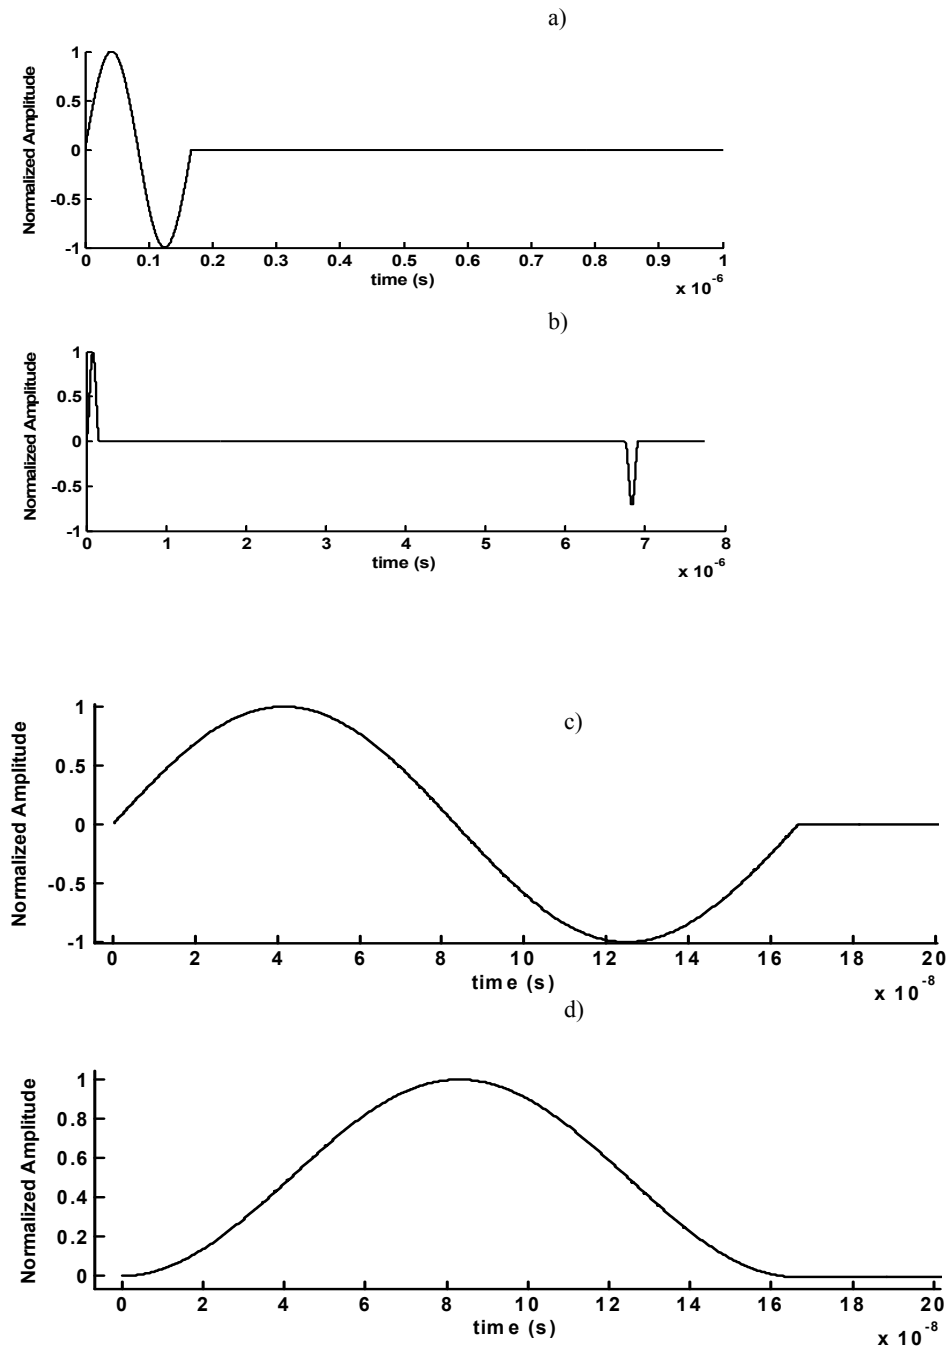 a)
Normalized Amplitude
1
0.5
0
-0.5
-1
0 0.1 0.2 0.3 0.4 0.5 0.6 0.7 0.8 0.9 1
time (s)
x 10-6
b)
Normalized Amplitude
1
0.5
0
-0.5
-1
0 1 2 3 4 5 6 7 8
time (s)
x 10-6
c)
Normalized Amplitude
1
0.5
0
-0.5
-1
0 2 4 6 8 10 12 14 16 18 20
time (s)
x 10-8
d)
Normalized Amplitude
1
0.8
0.6
0.4
0.2
0
0 2 4 6 8 10 12 14 16 18 20
time (s)
x 10-8